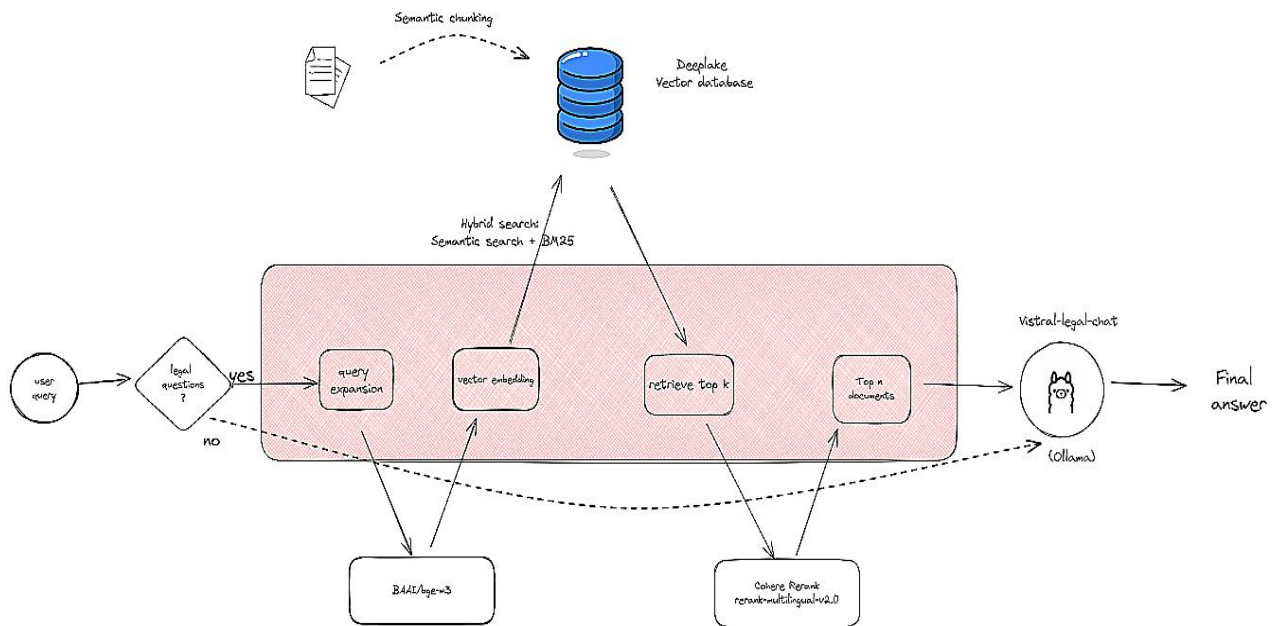 Semantic chunking
Deeplake
Vector database
Hybrid search:
Semantic search + BM25
user
query
legal
questions
?
yes
no
query
expansion
vector embedding
retrieve top k
Top n
documents
Vistral-legal-chat
(Ollama)
Final
answer
BAAI/bge-m3
Cohere Rerank
rerank-multilingual-v2.0